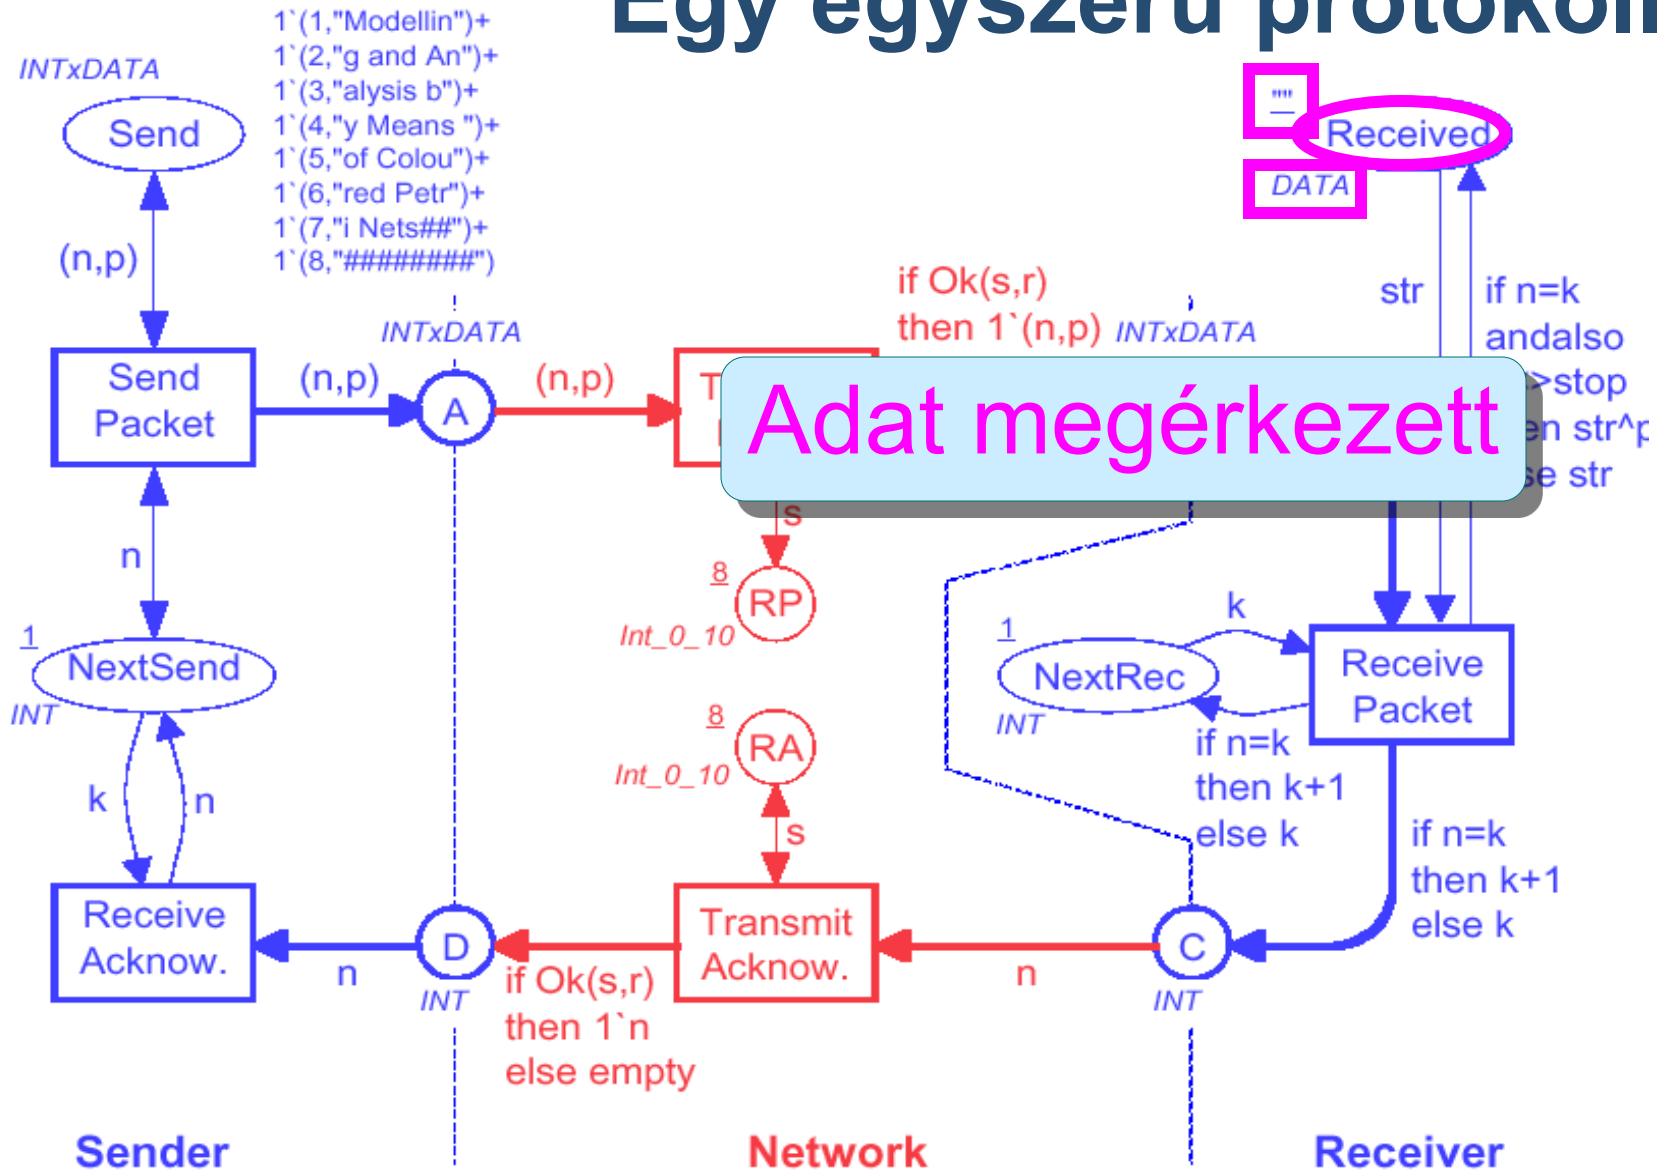 Egy egyszerű protokoll
1`(1,"Modellin")+
1`(2,"g and An")+
1`(3,"alysis b")+
1`(4,"y Means ")+
1`(5,"of Colou")+
1`(6,"red Petr")+
1`(7,"i Nets##")+
1`(8,"########")
INTxDATA
Send
(n,p)
""
Received
DATA
str
if n=k
andalso
>stop
str^p
str
if Ok(s,r)
then 1`(n,p)
INTxDATA
INTxDATA
Send
Packet
(n,p)
A
(n,p)
Adat megérkezett
n
s
8
RP
Int_0_10
1
NextSend
INT
k
1
NextRec
INT
Receive
Packet
8
RA
Int_0_10
if n=k
then k+1
else k
k
n
s
if n=k
then k+1
else k
Receive
Acknow.
n
D
INT
if Ok(s,r)
then 1`n
else empty
Transmit
Acknow.
n
C
INT
Sender
Network
Receiver